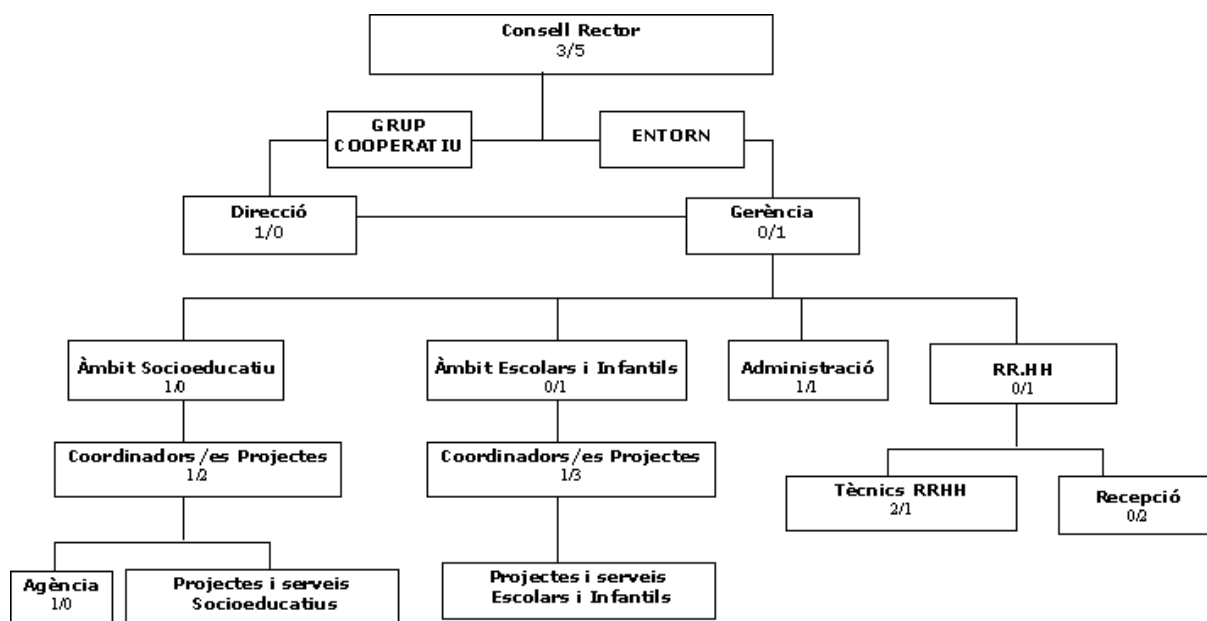 Consell Rector
3/5
GRUP
COOPERATIU
ENTORN
Direcció
1/0
Gerència
0/1
Àmbit Socioeducatiu
1/0
Àmbit Escolars i Infantils
0/1
Administració
1/1
RR.HH
0/1
Coordinadors/es Projectes
1/2
Coordinadors/es Projectes
1/3
Tècnics RRHH
2/1
Recepció
0/2
Agència
1/0
Projectes i serveis
Socioeducatius
Projectes i serveis
Escolars i Infantils